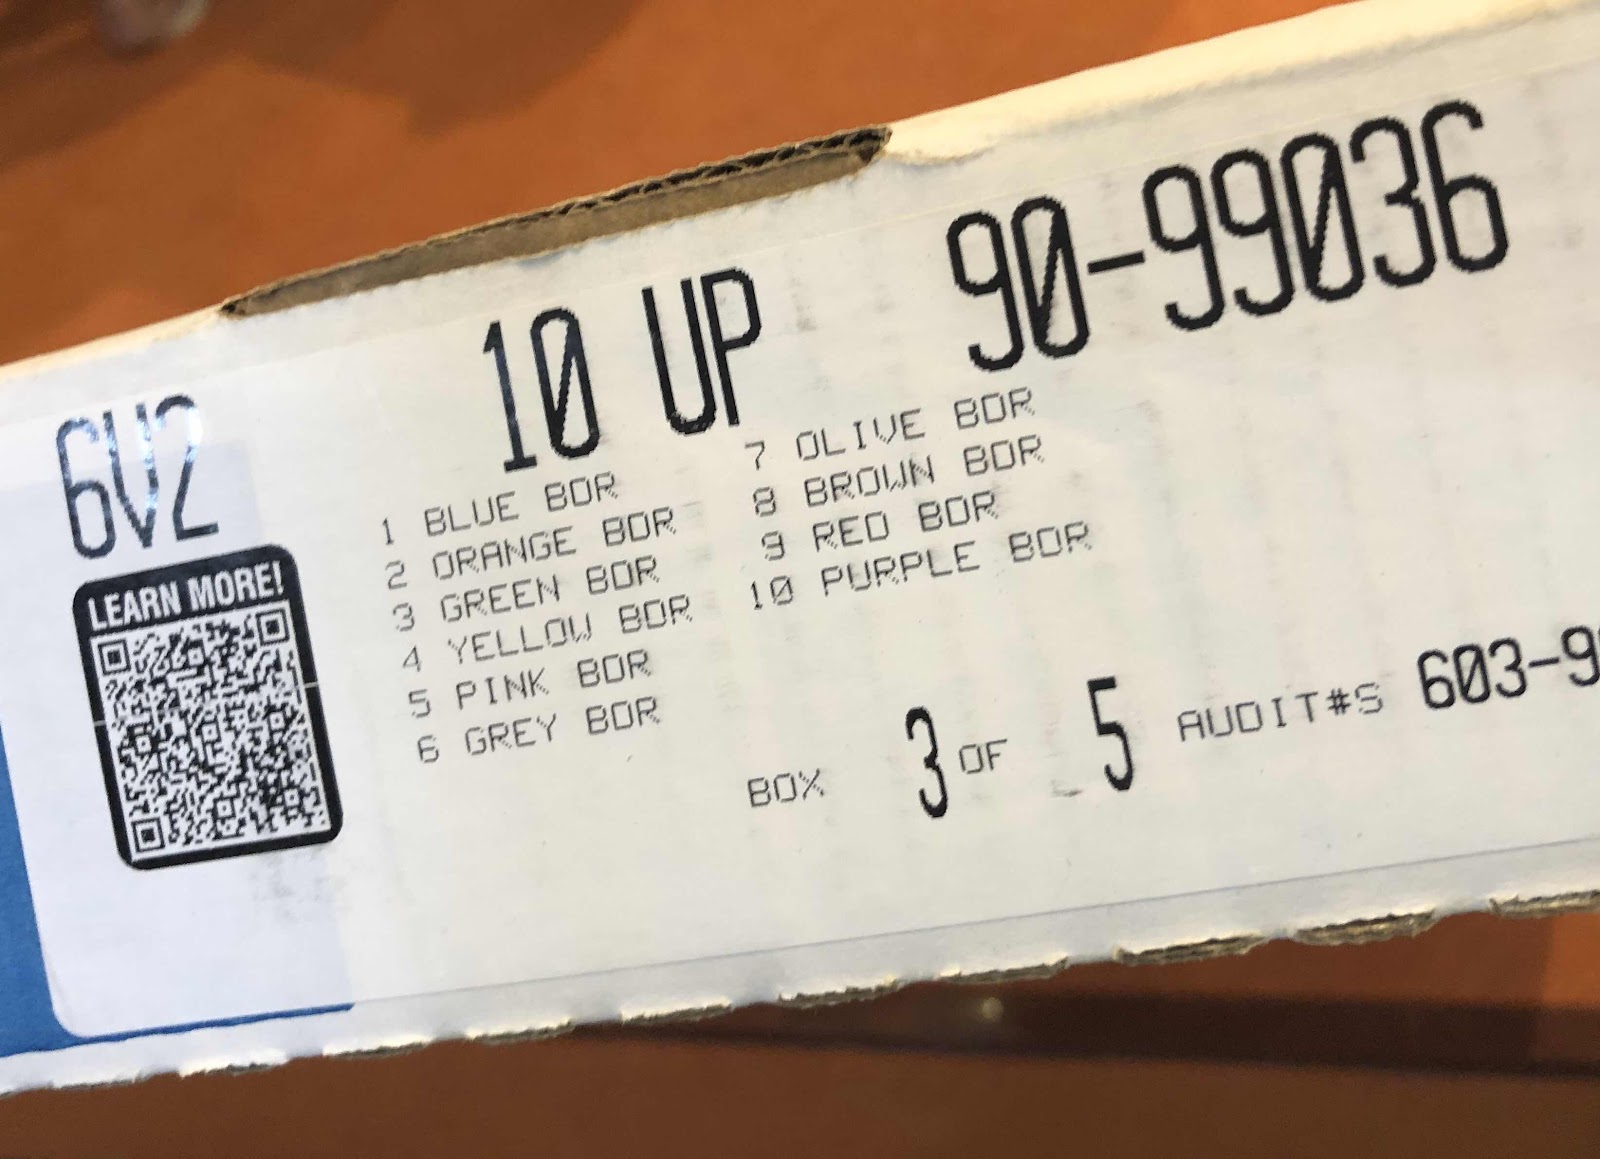 6V2
10 UP
90-99036
LEARN MORE!
1 BLUE BOR
2 ORANGE BOR
3 GREEN BOR
4 YELLOW BOR
5 PINK BOR
6 GREY BOR
7 OLIVE BOR
8 BROWN BOR
9 RED BOR
10 PURPLE BOR
BOX 3 OF 5 AUDIT#S